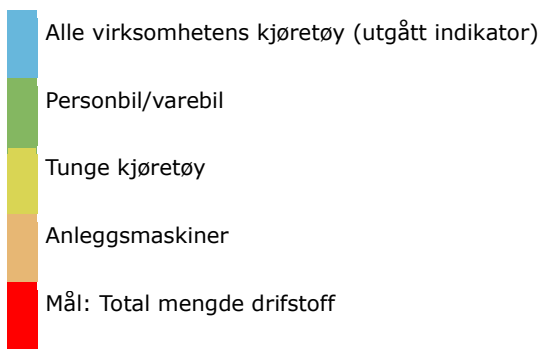 Alle virksomhetens kjøretøy (utgått indikator)
Personbil/varebil
Tunge kjøretøy
Anleggsmaskiner
Mål: Total mengde drifstoff